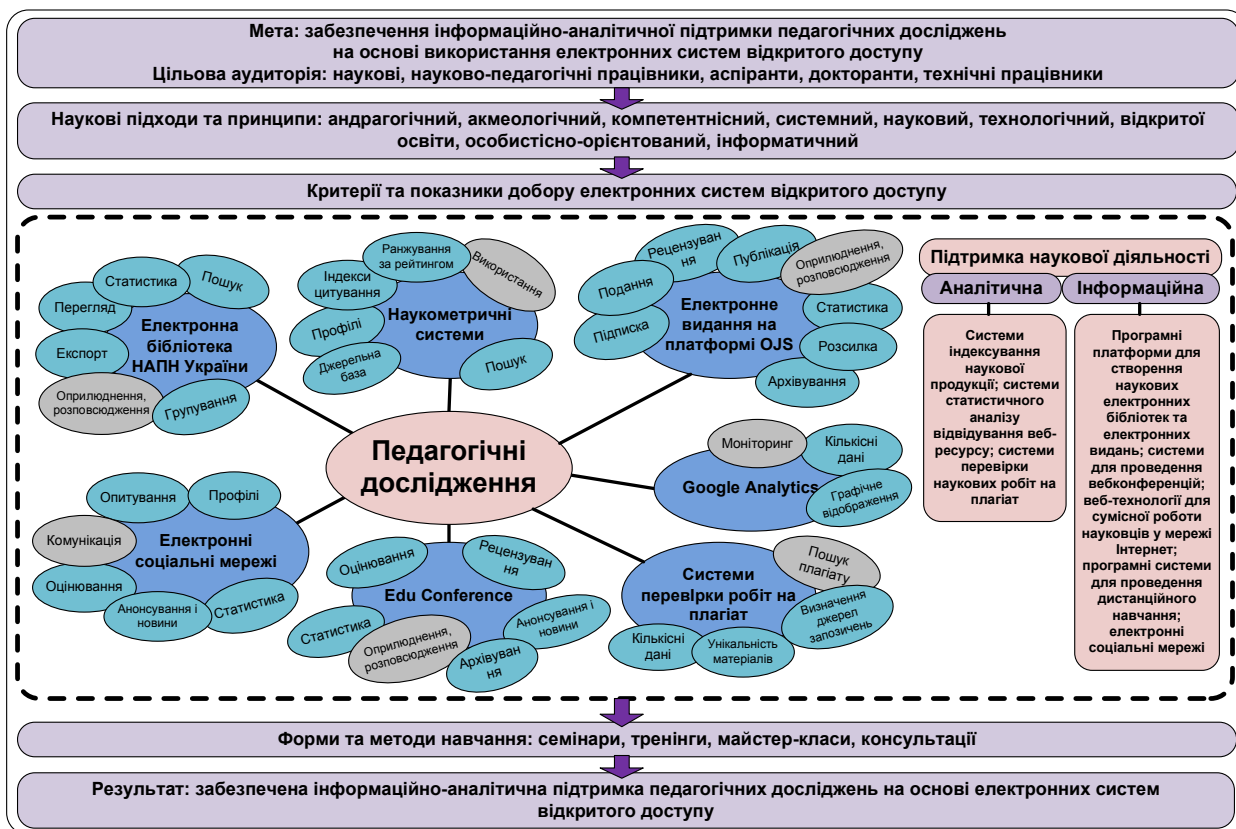 Мета: забезпечення інформаційно-аналітичної підтримки педагогічних досліджень
на основі використання електронних систем відкритого доступу
Цільова аудиторія: наукові, науково-педагогічні працівники, аспіранти, докторанти, технічні працівники
Наукові підходи та принципи: андрагогічний, акмеологічний, компетентнісний, системний, науковий, технологічний, відкритої
освіти, особистісно-орієнтований, інформатичний
Критерії та показники добору електронних систем відкритого доступу
Статистика
Пошук
Перегляд
Електронна
бібліотека
НАПН України
Експорт
Оприлюднення,
розповсюдження
Групування
Ранжування
за рейтингом
Використання
Індекси
цитування
Наукометричні
системи
Профілі
Джерельна
база
Пошук
Рецензуван
ня
Публікація
Оприлюднення,
розповсюдження
Подання
Електронне
видання на
платформі OJS
Статистика
Підписка
Розсилка
Архівування
Педагогічні
дослідження
Моніторинг
Кількісні
дані
Google Analytics
Графічне
відображення
Опитування
Профілі
Комунікація
Електронні
соціальні мережі
Оцінювання
Анонсування і
новини
Статистика
Оцінювання
Рецензуван
ня
Edu Conference
Статистика
Оприлюднення,
розповсюдження
Анонсування і
новини
Архівуван
ня
Пошук
плагіату
Системи
перевІрки робіт на
плагіат
Визначення
джерел
запозичень
Кількісні
дані
Унікальність
матеріалів
Підтримка наукової діяльності
Аналітична
Системи
індексування
наукової
продукції; системи
статистичного
аналізу
відвідування веб-
ресурсу; системи
перевірки
наукових робіт на
плагіат
Інформаційна
Програмні
платформи для
створення
наукових
електронних
бібліотек та
електронних
видань; системи
для проведення
вебконференцій;
веб-технології для
сумісної роботи
науковців у мережі
Інтернет;
програмні системи
для проведення
дистанційного
навчання;
електронні
соціальні мережі
Форми та методи навчання: семінари, тренінги, майстер-класи, консультації
Результат: забезпечена інформаційно-аналітична підтримка педагогічних досліджень на основі електронних систем
відкритого доступу